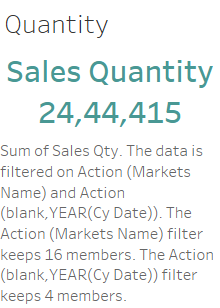 Quantity
Sales Quantity
24,44,415
Sum of Sales Qty. The data is
filtered on Action (Markets
Name) and Action
(blank,YEAR(Cy Date)). The
Action (Markets Name) filter
keeps 16 members. The Action
(blank,YEAR(Cy Date)) filter
keeps 4 members.